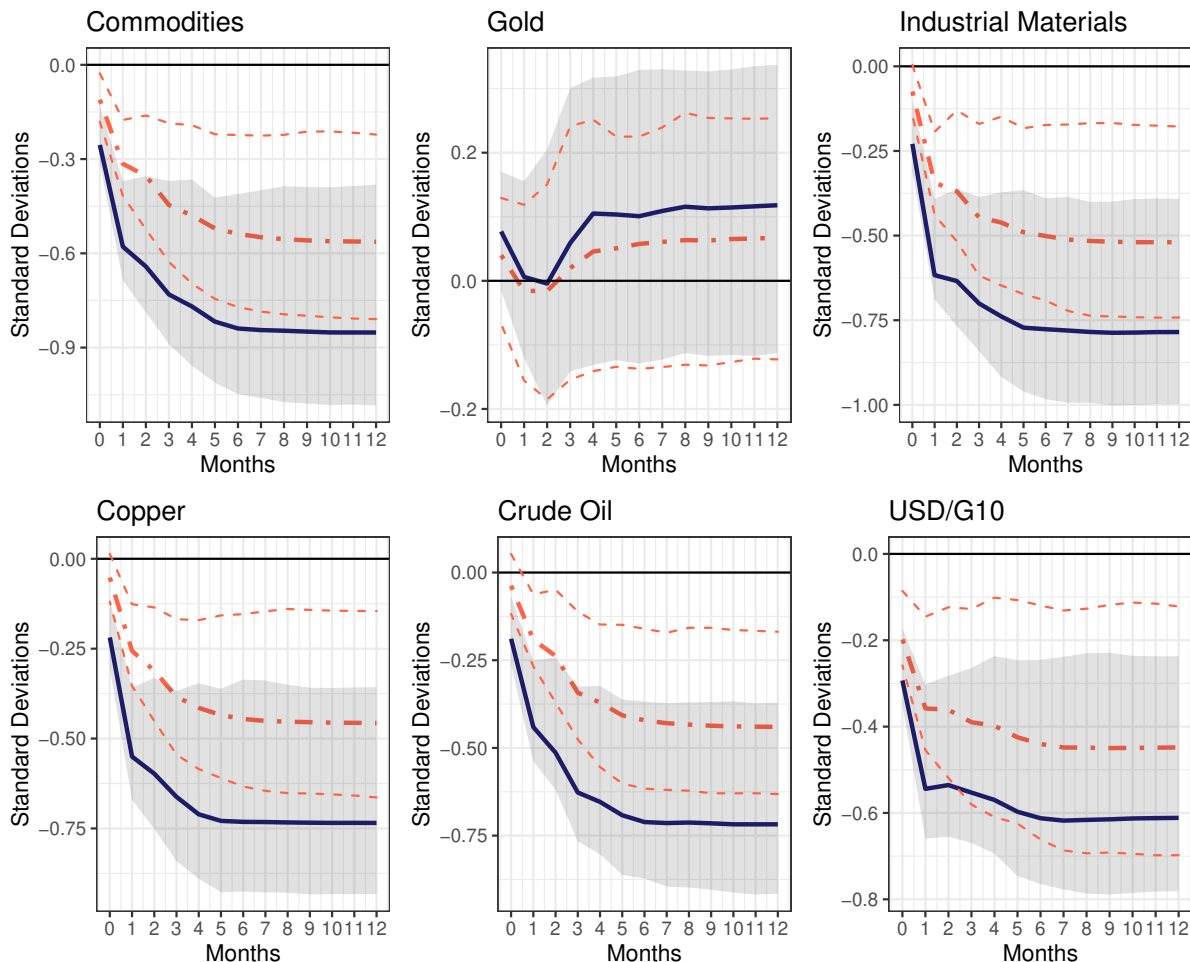 Commodities
Standard Deviations
0.0
−0.3
−0.6
−0.9
0 1 2 3 4 5 6 7 8 9 10 11 12
Months
Gold
Standard Deviations
0.2
0.0
−0.2
0 1 2 3 4 5 6 7 8 9 10 11 12
Months
Industrial Materials
Standard Deviations
0.00
−0.25
−0.50
−0.75
−1.00
0 1 2 3 4 5 6 7 8 9 10 11 12
Months
Copper
Standard Deviations
0.00
−0.25
−0.50
−0.75
0 1 2 3 4 5 6 7 8 9 10 11 12
Months
Crude Oil
Standard Deviations
0.00
−0.25
−0.50
−0.75
0 1 2 3 4 5 6 7 8 9 10 11 12
Months
USD/G10
Standard Deviations
0.0
−0.2
−0.4
−0.6
−0.8
0 1 2 3 4 5 6 7 8 9 10 11 12
Months